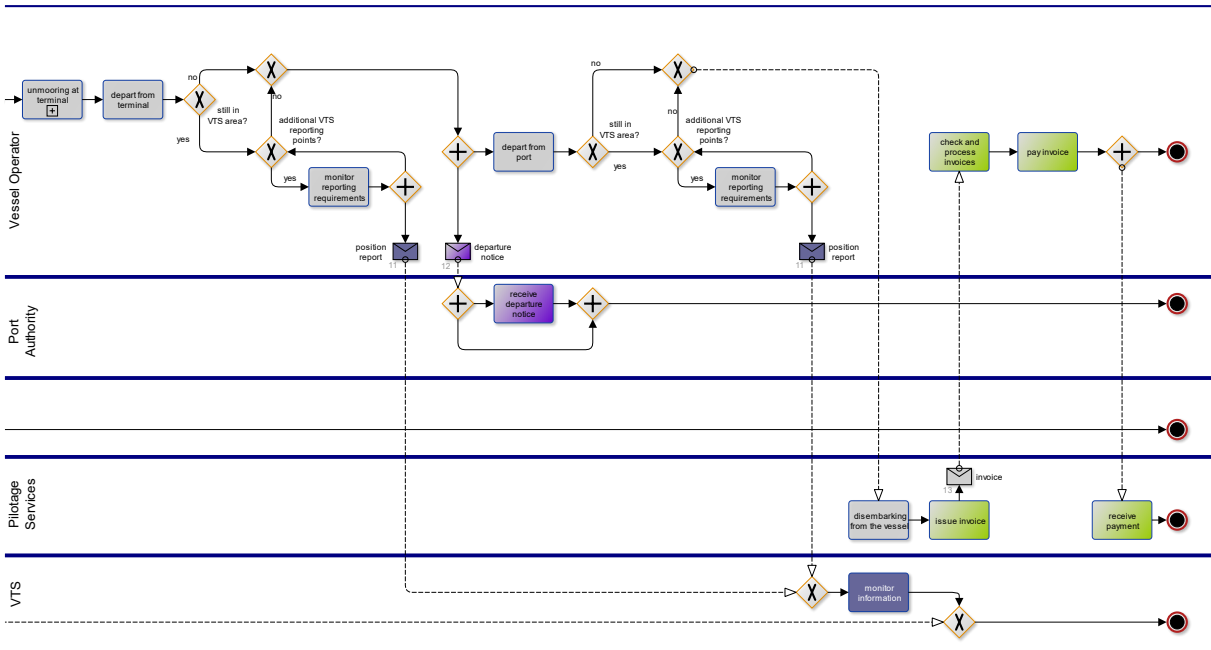 unmooring at
terminal
depart from
terminal
no
yes
still in
VTS area?
no
additional VTS
reporting
points?
yes
monitor
reporting
requirements
position
report
11
departure
notice
12
depart from
port
no
still in
VTS area?
yes
no
additional VTS
reporting
points?
yes
monitor
reporting
requirements
position
report
11
check and
process
invoices
pay invoice
Vessel Operator
Port
Authority
receive
departure
notice
Pilotage
Services
disembarking
from the vessel
issue invoice
invoice
13
receive
payment
VTS
monitor
information